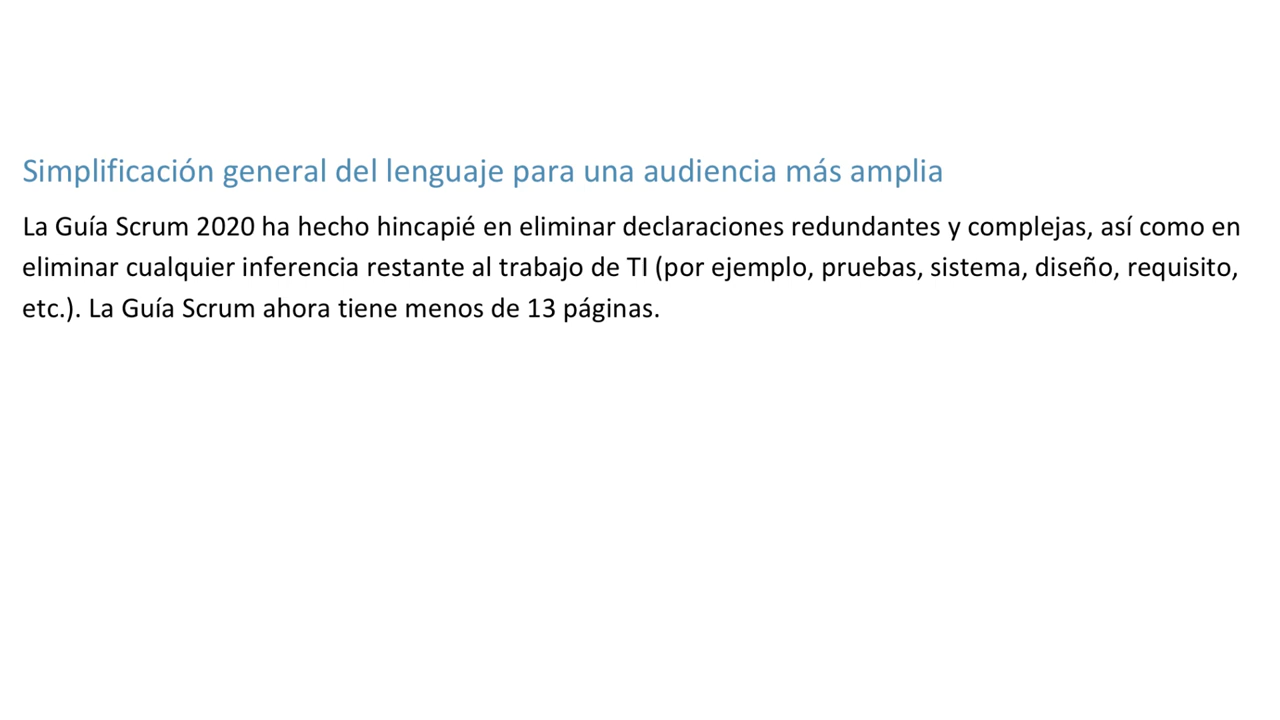 Simplificación general del lenguaje para una audiencia más amplia
La Guía Scrum 2020 ha hecho hincapié en eliminar declaraciones redundantes y complejas, así como en
eliminar cualquier inferencia restante al trabajo de TI (por ejemplo, pruebas, sistema, diseño, requisito,
etc.). La Guía Scrum ahora tiene menos de 13 páginas.